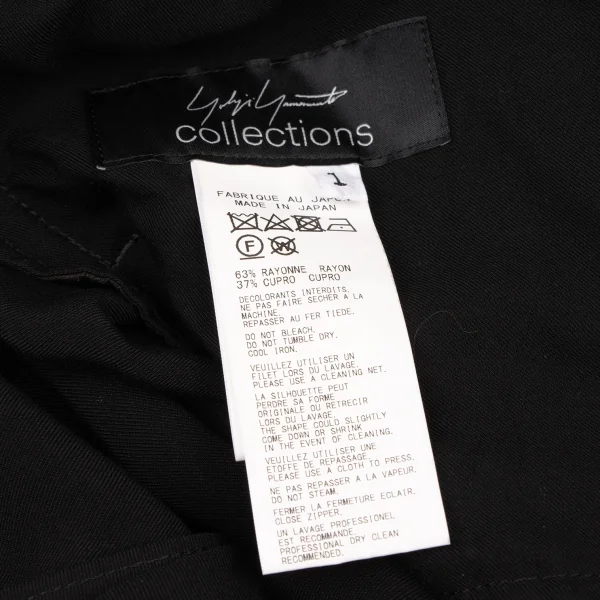 Yohji Yamamoto
collections
1
FABRIQUE AU JAPON
MADE IN JAPAN
F W
63% RAYONNE RAYON
37% CUPRO CUPRO
DECOLORANTS INTERDITS.
NE PAS FAIRE SECHER A LA
MACHINE.
REPASSER AU FER TIEDE.
DO NOT BLEACH.
DO NOT TUMBLE DRY.
COOL IRON.
VEUILLEZ UTILISER UN
FILET LORS DU LAVAGE.
PLEASE USE A CLEANING NET.
LA SILHOUETTE PEUT
PERDRE SA FORME
ORIGINALE OU RETRECIR
LORS DU LAVAGE.
THE SHAPE COULD SLIGHTLY
COME DOWN OR SHRINK
IN THE EVENT OF CLEANING.
VEUILLEZ UTILISER UNE
ETOFFE DE REPASSAGE.
PLEASE USE A CLOTH TO PRESS.
NE PAS REPASSER A LA VAPEUR.
DO NOT STEAM.
FERMER LA FERMETURE ECLAIR.
CLOSE ZIPPER.
UN LAVAGE PROFESSIONEL
EST RECOMMANDE.
PROFESSIONAL DRY CLEAN
RECOMMENDED.